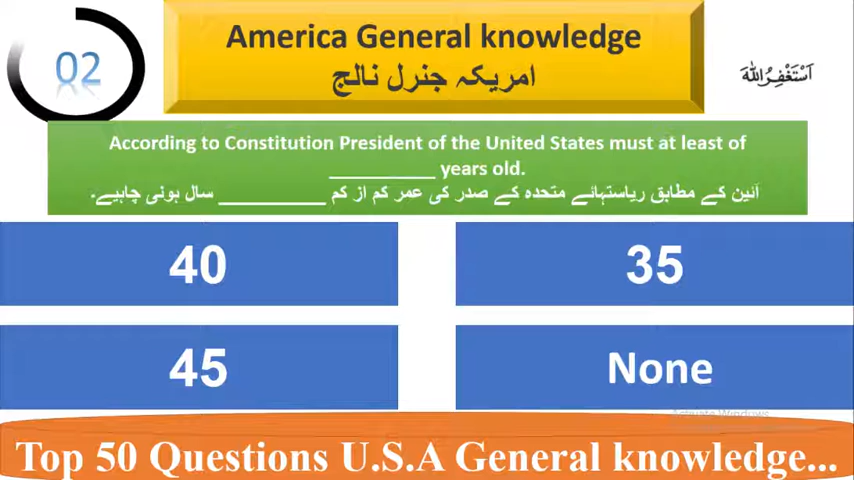 02
America General knowledge
امریکہ جنرل نالج
اَسْتَغْفِرُاللّٰہَ
According to Constitution President of the United States must at least of
__________ years old.
آئین کے مطابق ریاستہائے متحدہ کے صدر کی عمر کم از کم __________ سال ہونی چاہیے۔
40
35
45
None
Activate Windows
Top 50 Questions U.S.A General knowledge...